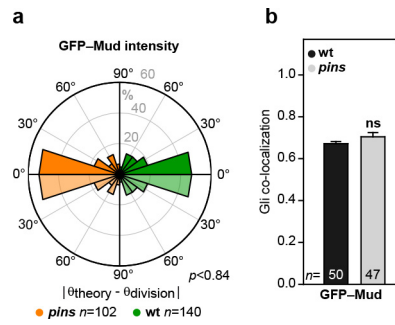 a
GFP–Mud intensity
90°
60
60°
60°
%
40
30°
30°
20
0°
0°
30°
30°
60°
60°
90°
p<0.84
|θtheory - θdivision|
pins n=102 wt n=140
b
wt
pins
1.0
ns
0.8
0.6
0.4
0.2
0.0
Gli co-localization
n= 50 47
GFP–Mud